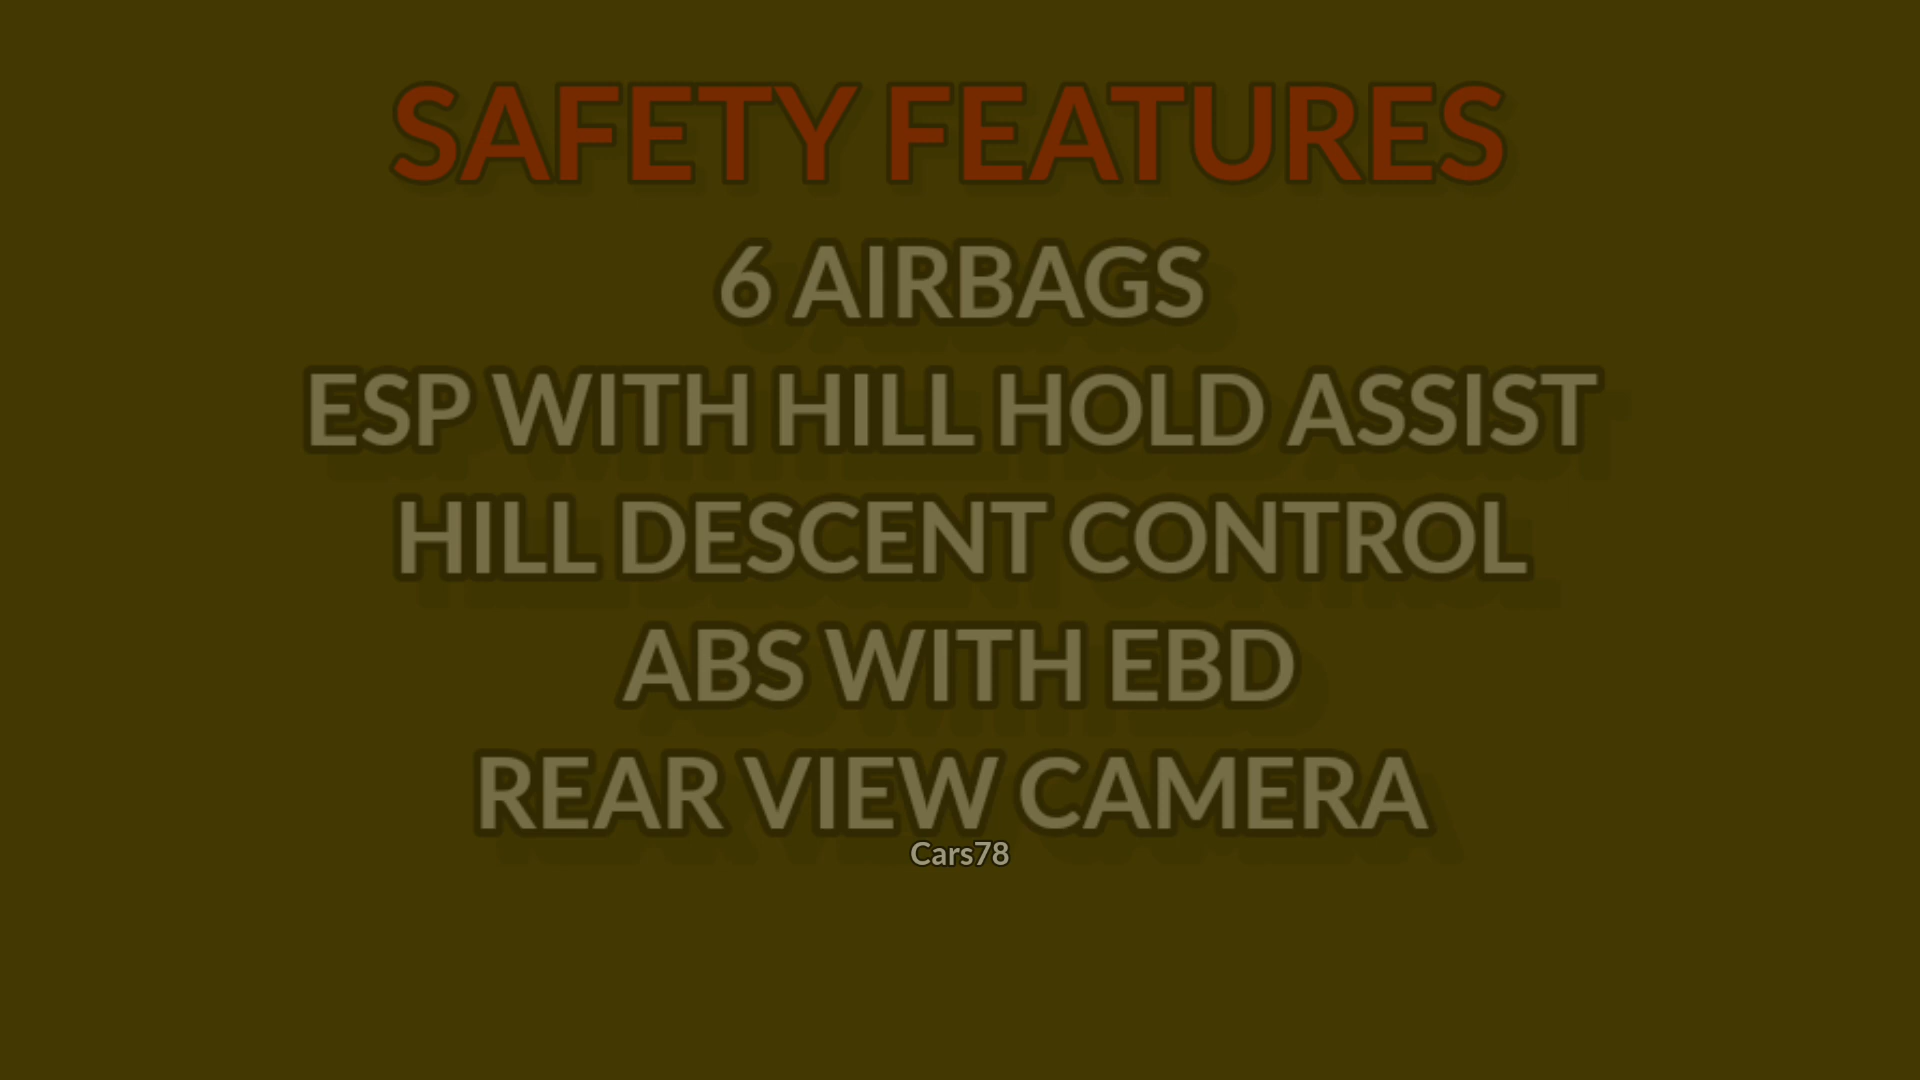 SAFETY FEATURES
6 AIRBAGS
ESP WITH HILL HOLD ASSIST
HILL DESCENT CONTROL
ABS WITH EBD
REAR VIEW CAMERA
Cars78